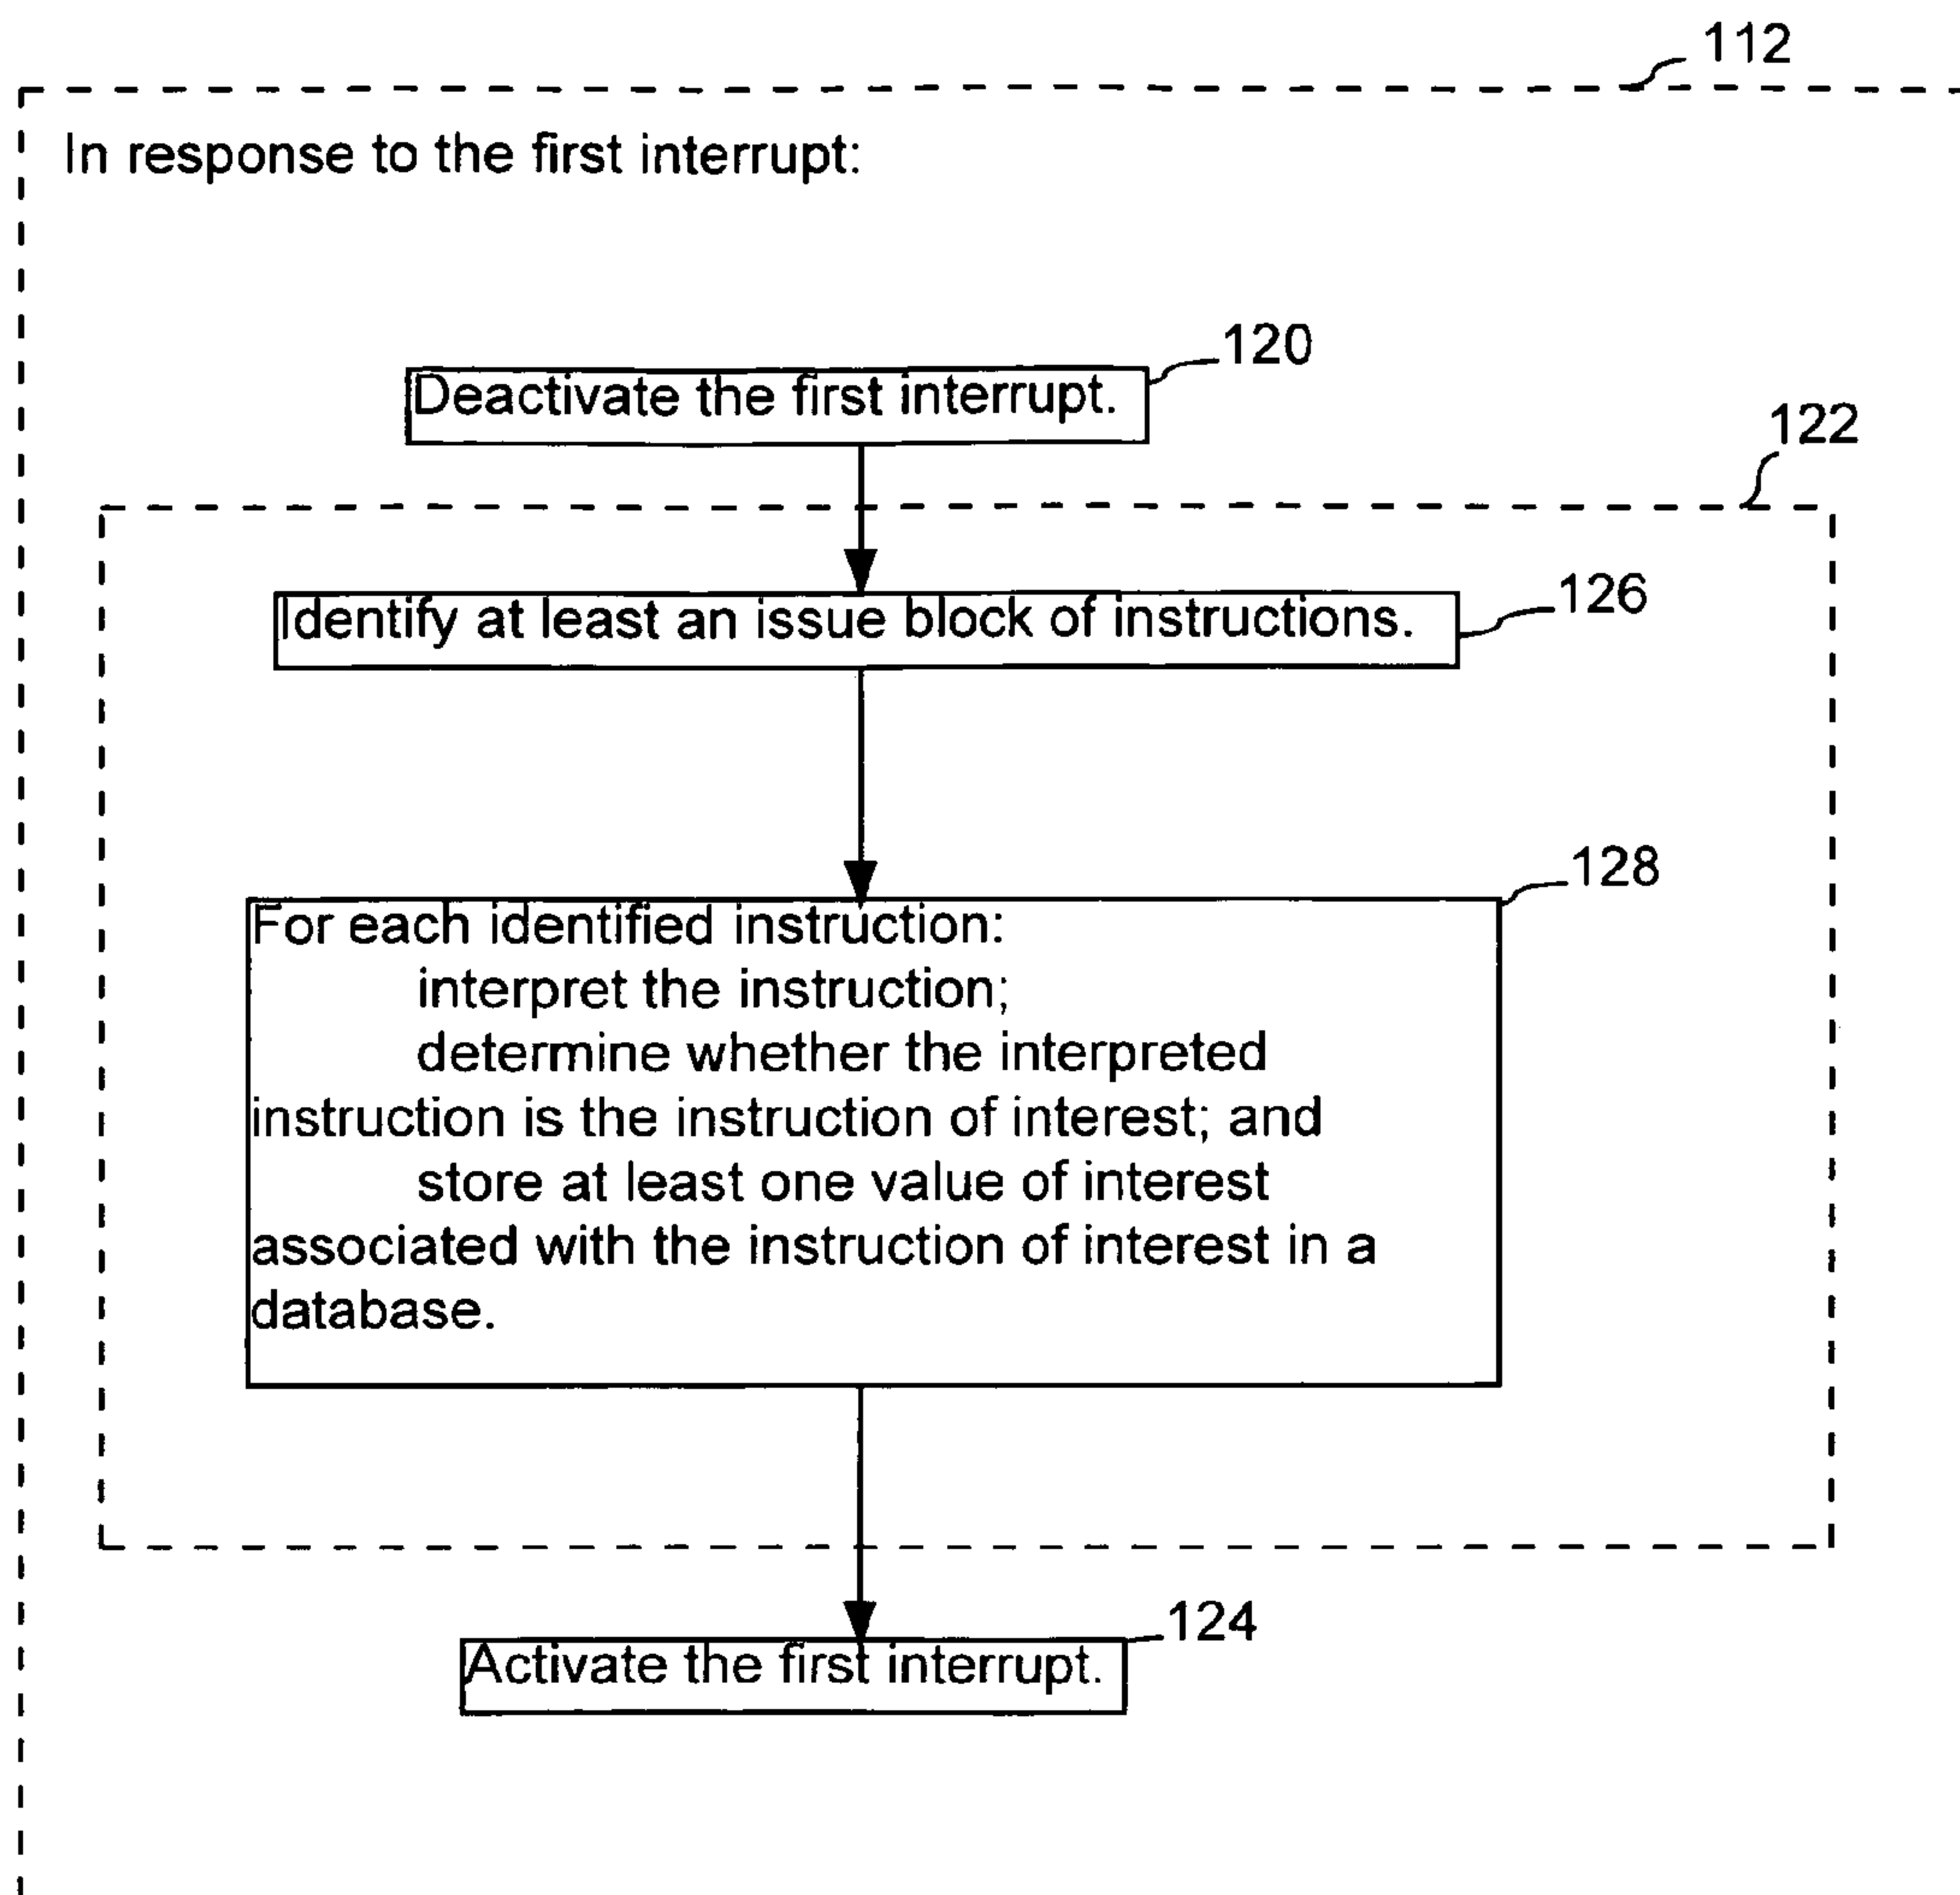 112
In response to the first interrupt:
120
Deactivate the first interrupt.
122
126
Identify at least an issue block of instructions.
128
For each identified instruction:
interpret the instruction;
determine whether the interpreted
instruction is the instruction of interest; and
store at least one value of interest
associated with the instruction of interest in a
database.
124
Activate the first interrupt.